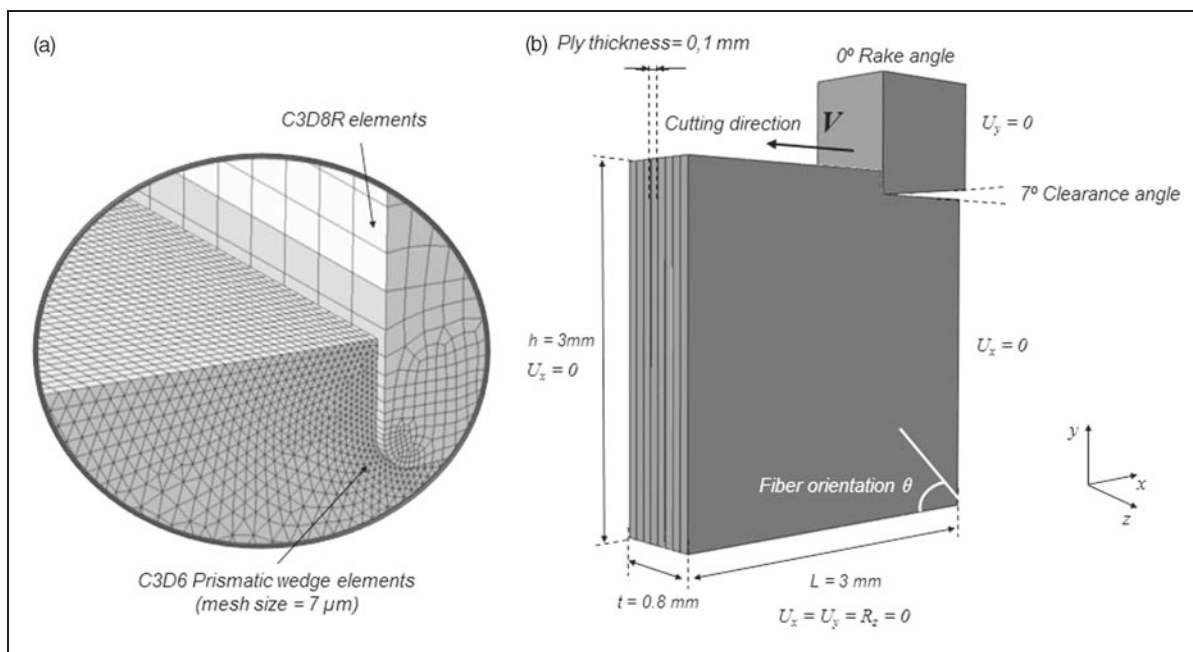 (a)
C3D8R elements
C3D6 Prismatic wedge elements
(mesh size = 7 µm)
(b)
Ply thickness= 0,1 mm
0º Rake angle
Cutting direction
V
U_y = 0
7º Clearance angle
h = 3mm
U_x = 0
U_x = 0
Fiber orientation θ
y
x
z
L = 3 mm
t = 0.8 mm
U_x = U_y = R_z = 0